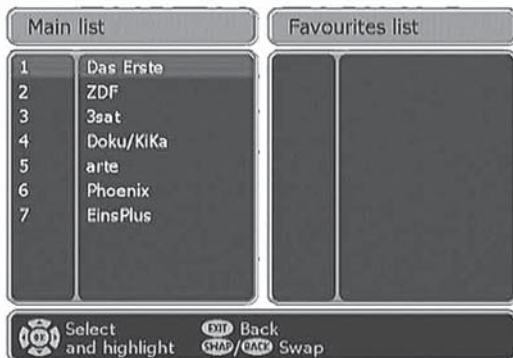 Main list
Favourites list
1 Das Erste
2 ZDF
3 3sat
4 Doku/KiKa
5 arte
6 Phoenix
7 EinsPlus
OK Select and highlight
EXIT Back
SWAP/BACK Swap